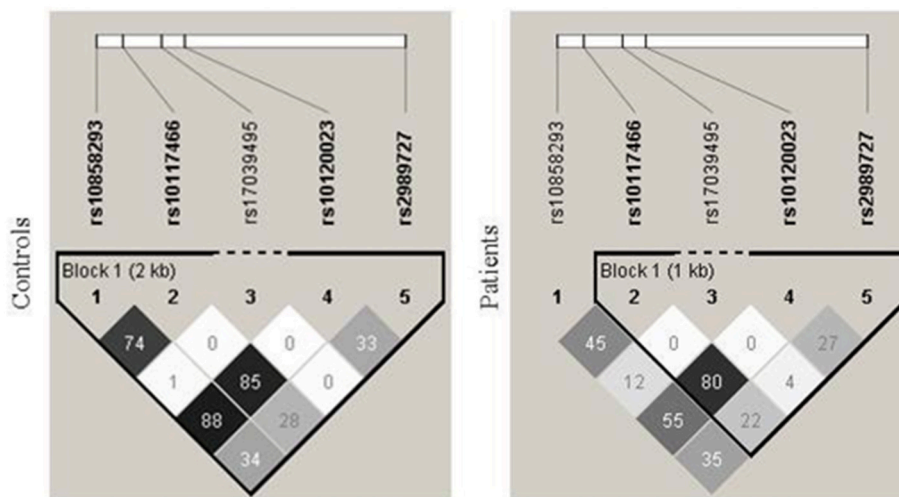 Controls
rs10858293
rs10117466
rs17039495
rs10120023
rs2989727
Block 1 (2 kb)
1 2 3 4 5
74 0 0 33
1 85 0
88 28
34
Patients
rs10858293
rs10117466
rs17039495
rs10120023
rs2989727
Block 1 (1 kb)
1 2 3 4 5
45 0 0 27
12 80 4
55 22
35